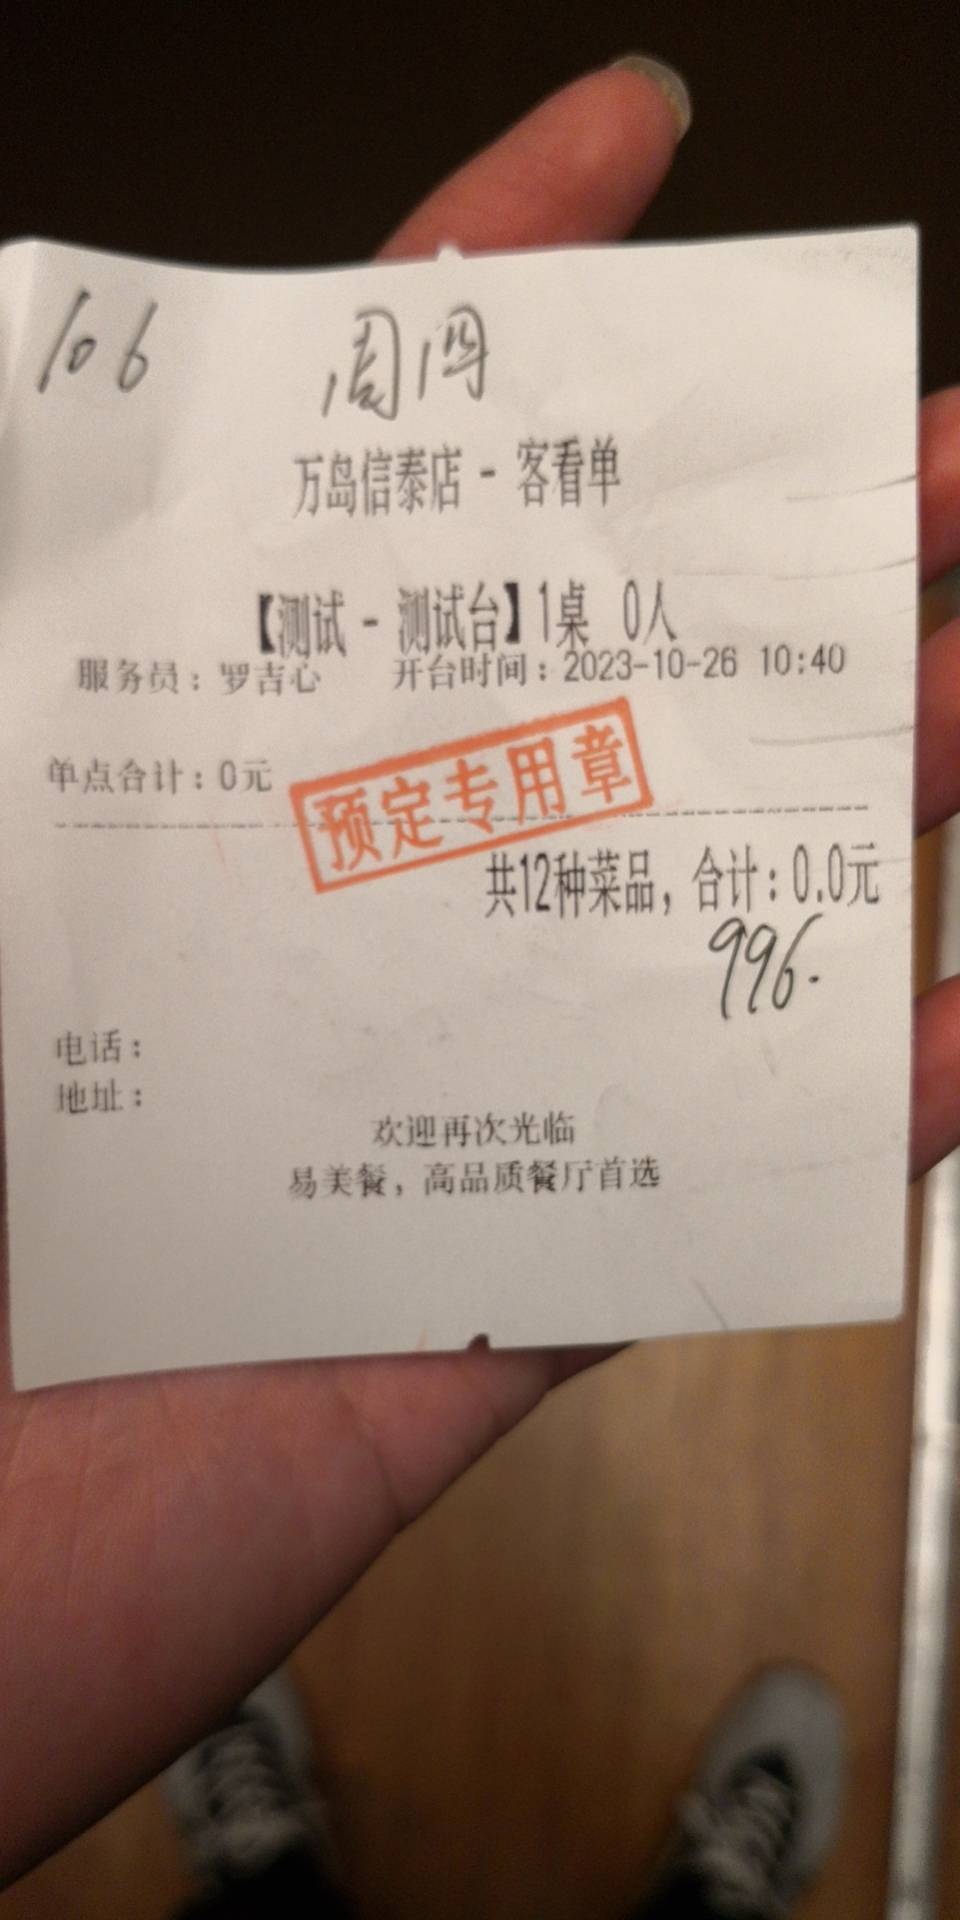 106 周四
万岛信泰店 - 客看单
【测试 - 测试台】1桌 0人
服务员：罗吉心 开台时间：2023-10-26 10:40
单点合计：0元
预定专用章
共12种菜品，合计：0.0元
996.
电话：
地址：
欢迎再次光临
易美餐，高品质餐厅首选